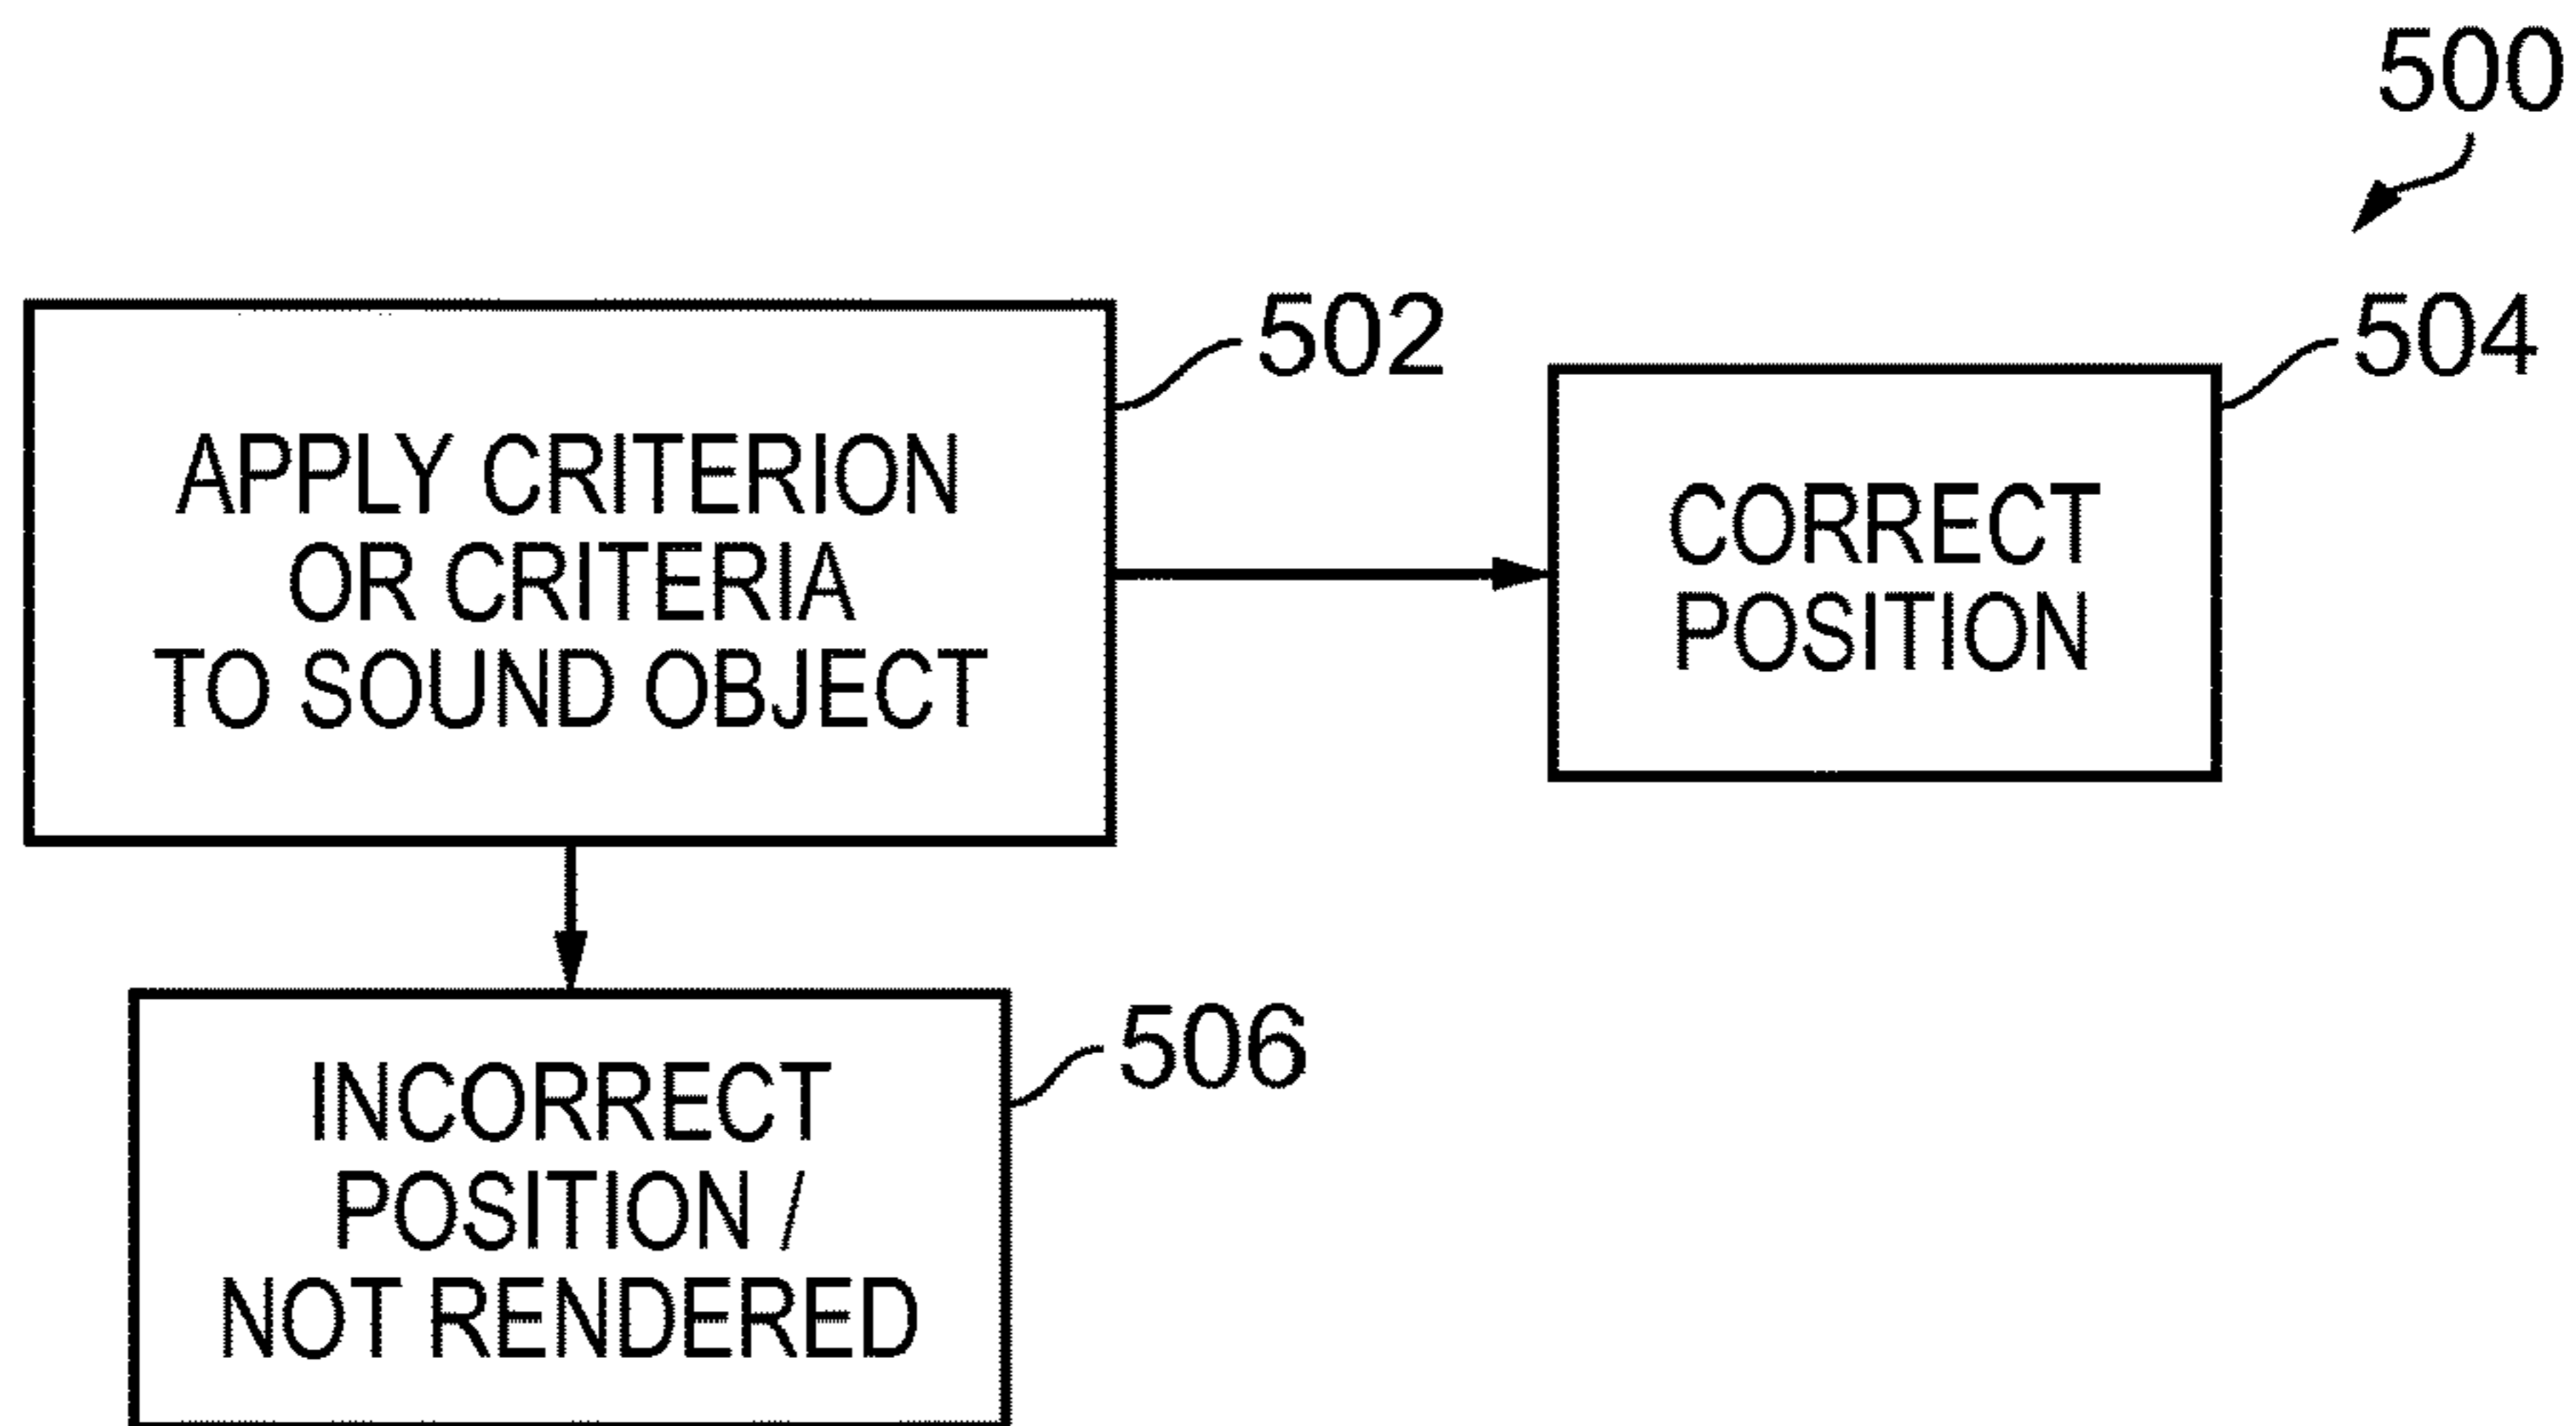 500
502
APPLY CRITERION
OR CRITERIA
TO SOUND OBJECT
504
CORRECT
POSITION
506
INCORRECT
POSITION /
NOT RENDERED